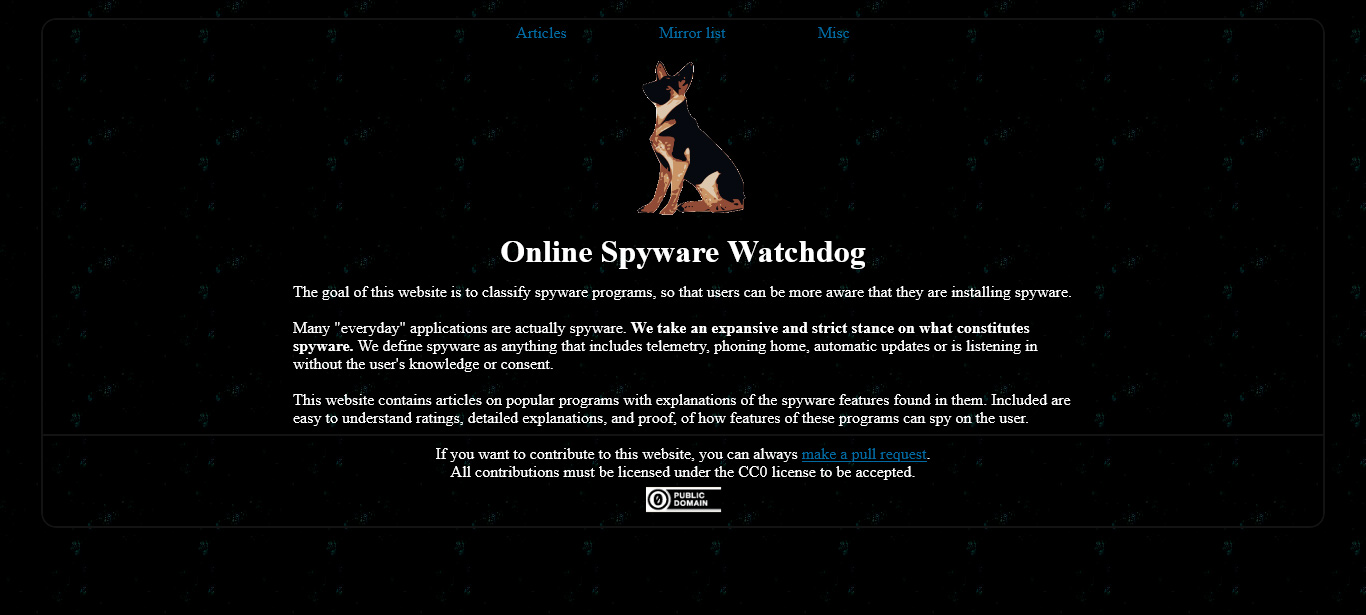 Articles Mirror list Misc
Online Spyware Watchdog
The goal of this website is to classify spyware programs, so that users can be more aware that they are installing spyware.
Many "everyday" applications are actually spyware. We take an expansive and strict stance on what constitutes
spyware. We define spyware as anything that includes telemetry, phoning home, automatic updates or is listening in
without the user's knowledge or consent.
This website contains articles on popular programs with explanations of the spyware features found in them. Included are
easy to understand ratings, detailed explanations, and proof, of how features of these programs can spy on the user.
If you want to contribute to this website, you can always make a pull request.
All contributions must be licensed under the CC0 license to be accepted.
PUBLIC
DOMAIN